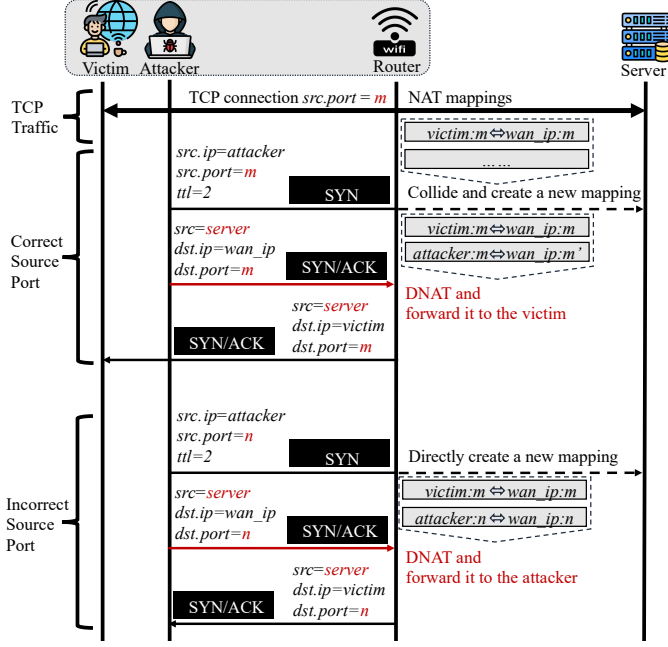 wifi
Victim
Attacker
Router
Server
TCP
Traffic
TCP connection src.port = m
NAT mappings
victim:m⇔wan_ip:m
... ...
Correct
Source
Port
src.ip=attacker
src.port=m
ttl=2
SYN
Collide and create a new mapping
victim:m⇔wan_ip:m
attacker:m⇔wan_ip:m’
src=server
dst.ip=wan_ip
dst.port=m
SYN/ACK
DNAT and
forward it to the victim
src=server
dst.ip=victim
dst.port=m
SYN/ACK
Incorrect
Source
Port
src.ip=attacker
src.port=n
ttl=2
SYN
Directly create a new mapping
victim:m⇔wan_ip:m
attacker:n⇔wan_ip:n
src=server
dst.ip=wan_ip
dst.port=n
SYN/ACK
DNAT and
forward it to the attacker
src=server
dst.ip=victim
dst.port=n
SYN/ACK